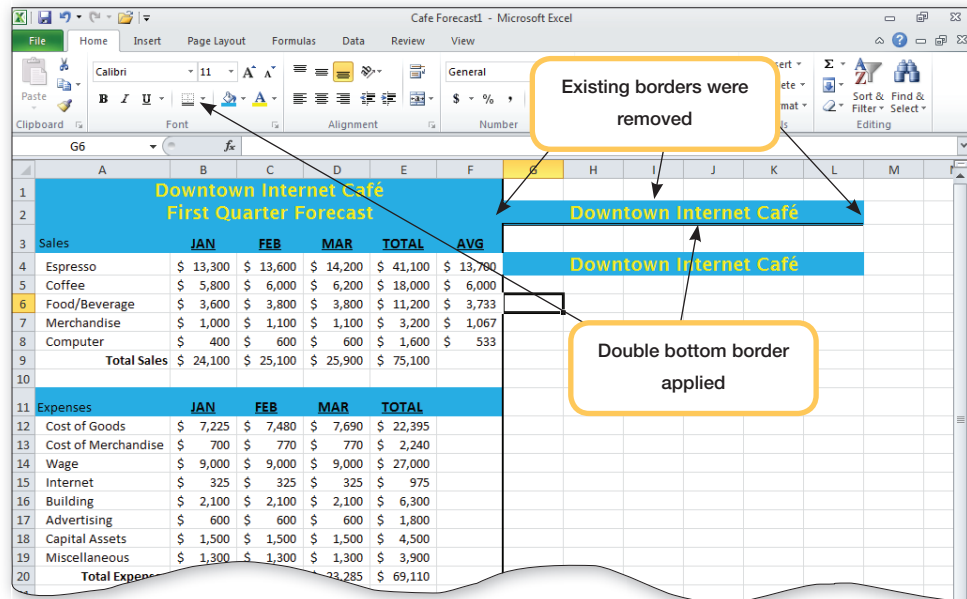 Cafe Forecast1 - Microsoft Excel
File Home Insert Page Layout Formulas Data Review View
Paste
Clipboard
Calibri 11 A A
B I U A
Font
Alignment
General
$ % ,
Number
Σ
Sort & Find &
Filter Select
Editing
Existing borders were
removed
G6 fx
A B C D E F G H I J K L M
1 Downtown Internet Café
2 First Quarter Forecast Downtown Internet Café
3 Sales JAN FEB MAR TOTAL AVG
4 Espresso $ 13,300 $ 13,600 $ 14,200 $ 41,100 $ 13,700 Downtown Internet Café
5 Coffee $ 5,800 $ 6,000 $ 6,200 $ 18,000 $ 6,000
6 Food/Beverage $ 3,600 $ 3,800 $ 3,800 $ 11,200 $ 3,733
7 Merchandise $ 1,000 $ 1,100 $ 1,100 $ 3,200 $ 1,067
8 Computer $ 400 $ 600 $ 600 $ 1,600 $ 533
9 Total Sales $ 24,100 $ 25,100 $ 25,900 $ 75,100
Double bottom border
applied
10
11 Expenses JAN FEB MAR TOTAL
12 Cost of Goods $ 7,225 $ 7,480 $ 7,690 $ 22,395
13 Cost of Merchandise $ 700 $ 770 $ 770 $ 2,240
14 Wage $ 9,000 $ 9,000 $ 9,000 $ 27,000
15 Internet $ 325 $ 325 $ 325 $ 975
16 Building $ 2,100 $ 2,100 $ 2,100 $ 6,300
17 Advertising $ 600 $ 600 $ 600 $ 1,800
18 Capital Assets $ 1,500 $ 1,500 $ 1,500 $ 4,500
19 Miscellaneous $ 1,300 $ 1,300 $ 1,300 $ 3,900
20 Total 23,285 $ 69,110